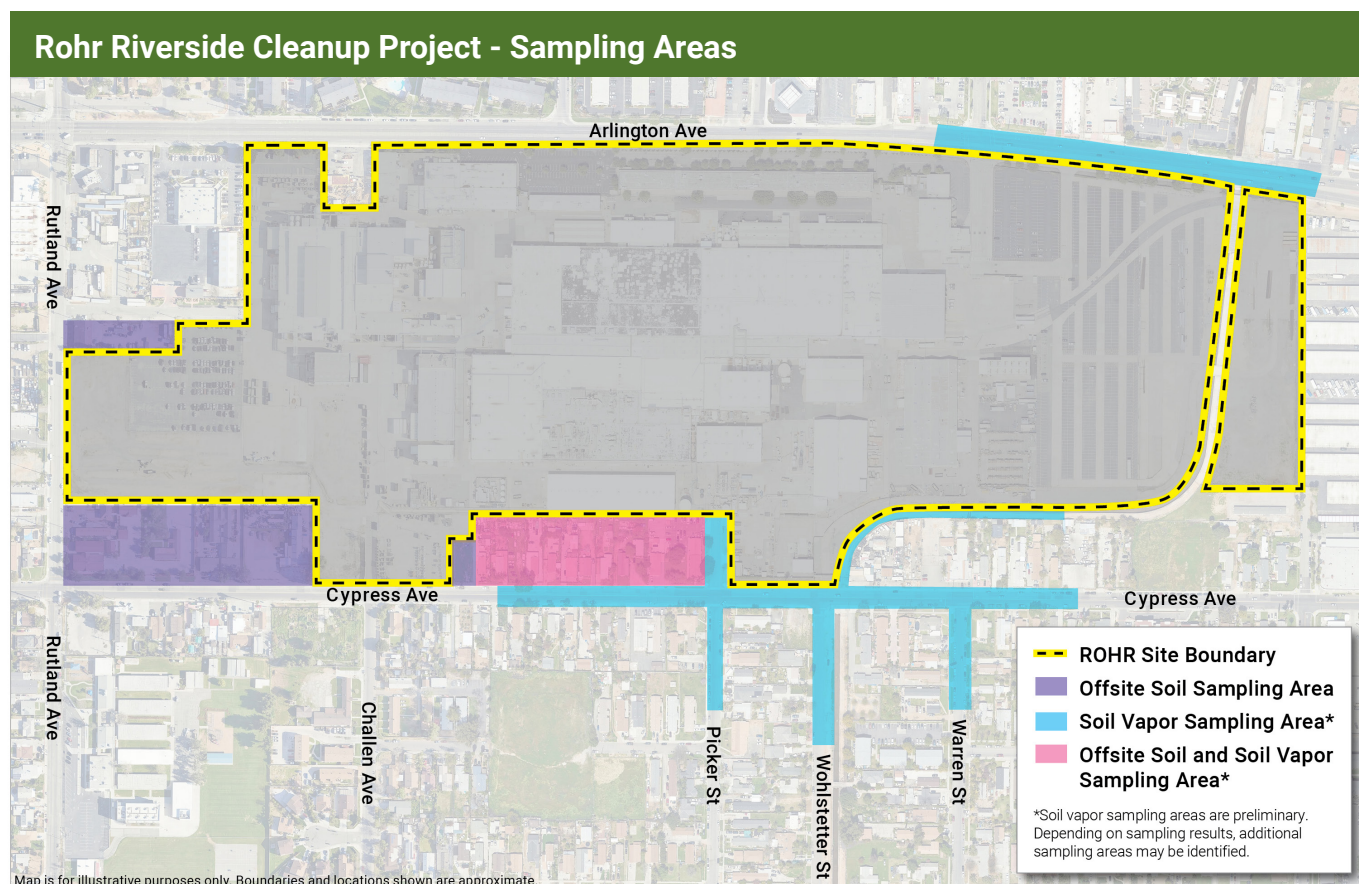 Rohr Riverside Cleanup Project - Sampling Areas
Arlington Ave
Rutland Ave
Cypress Ave
Cypress Ave
Rutland Ave
Challen Ave
Picker St
Wohlstetter St
Warren St
ROHR Site Boundary
Offsite Soil Sampling Area
Soil Vapor Sampling Area*
Offsite Soil and Soil Vapor
Sampling Area*
*Soil vapor sampling areas are preliminary.
Depending on sampling results, additional
sampling areas may be identified.
Map is for illustrative purposes only. Boundaries and locations shown are approximate